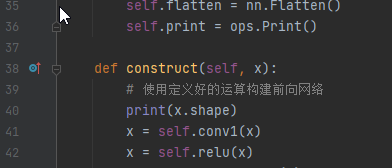 35 self.flatten = nn.Flatten()
36 self.print = ops.Print()
37
38 def construct(self, x):
39 # 使用定义好的运算构建前向网络
40 print(x.shape)
41 x = self.conv1(x)
42 x = self.relu(x)